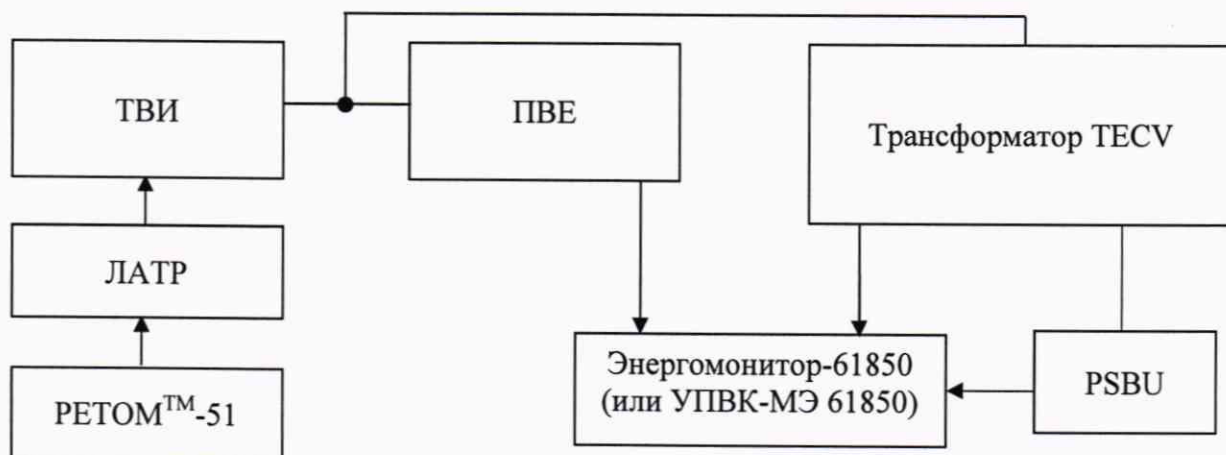 ТВИ
ПВЕ
Трансформатор TECV
ЛАТР
РЕТОМ™-51
Энергомонитор-61850
(или УПВК-МЭ 61850)
PSBU